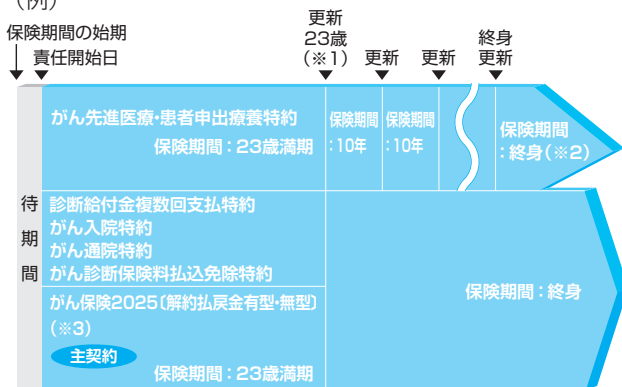 （例）
保険期間の始期
責任開始日
更新
23歳
（※1）
更新
更新
終身
更新
がん先進医療・患者申出療養特約
保険期間：23歳満期
保険期間
：10年
保険期間
：10年
保険期間
：終身（※2）
待期間
診断給付金複数回支払特約
がん入院特約
がん通院特約
がん診断保険料払込免除特約
保険期間：終身
がん保険2025〔解約払戻金有型・無型〕
（※3）
主契約
保険期間：23歳満期